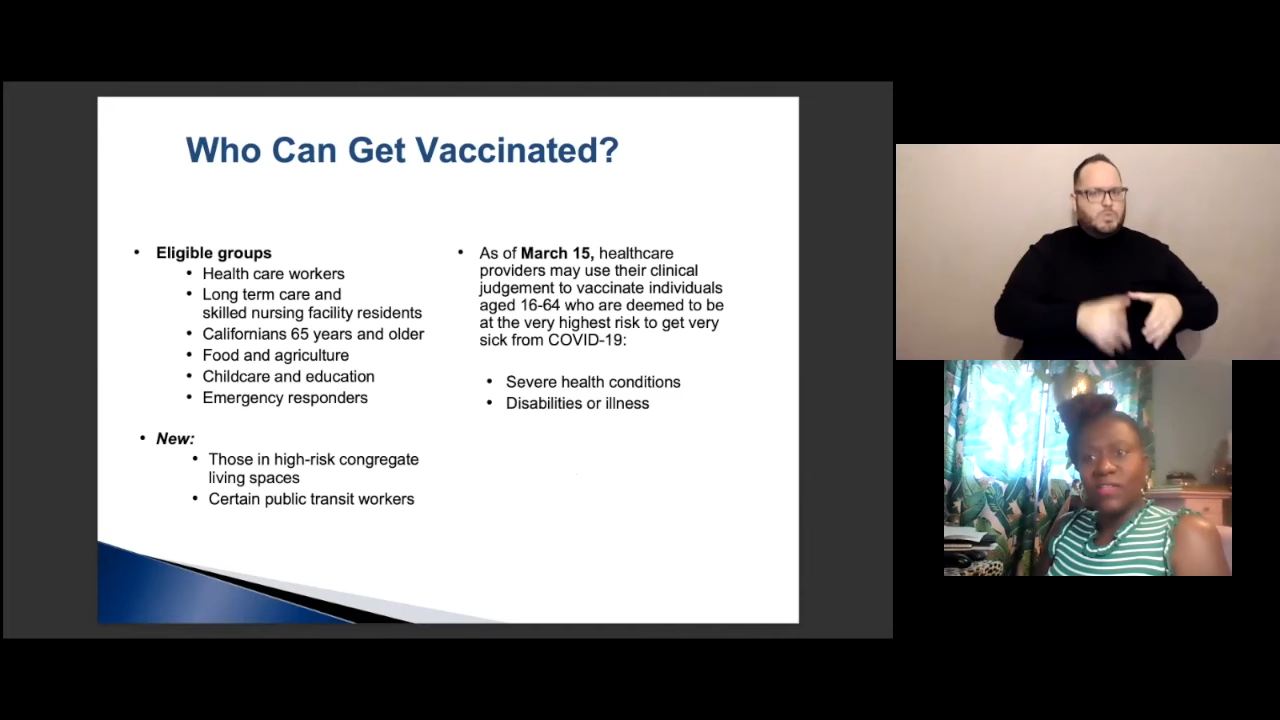 Who Can Get Vaccinated?
• Eligible groups
• Health care workers
• Long term care and
skilled nursing facility residents
• Californians 65 years and older
• Food and agriculture
• Childcare and education
• Emergency responders
• New:
• Those in high-risk congregate
living spaces
• Certain public transit workers
• As of March 15, healthcare
providers may use their clinical
judgement to vaccinate individuals
aged 16-64 who are deemed to be
at the very highest risk to get very
sick from COVID-19:
• Severe health conditions
• Disabilities or illness